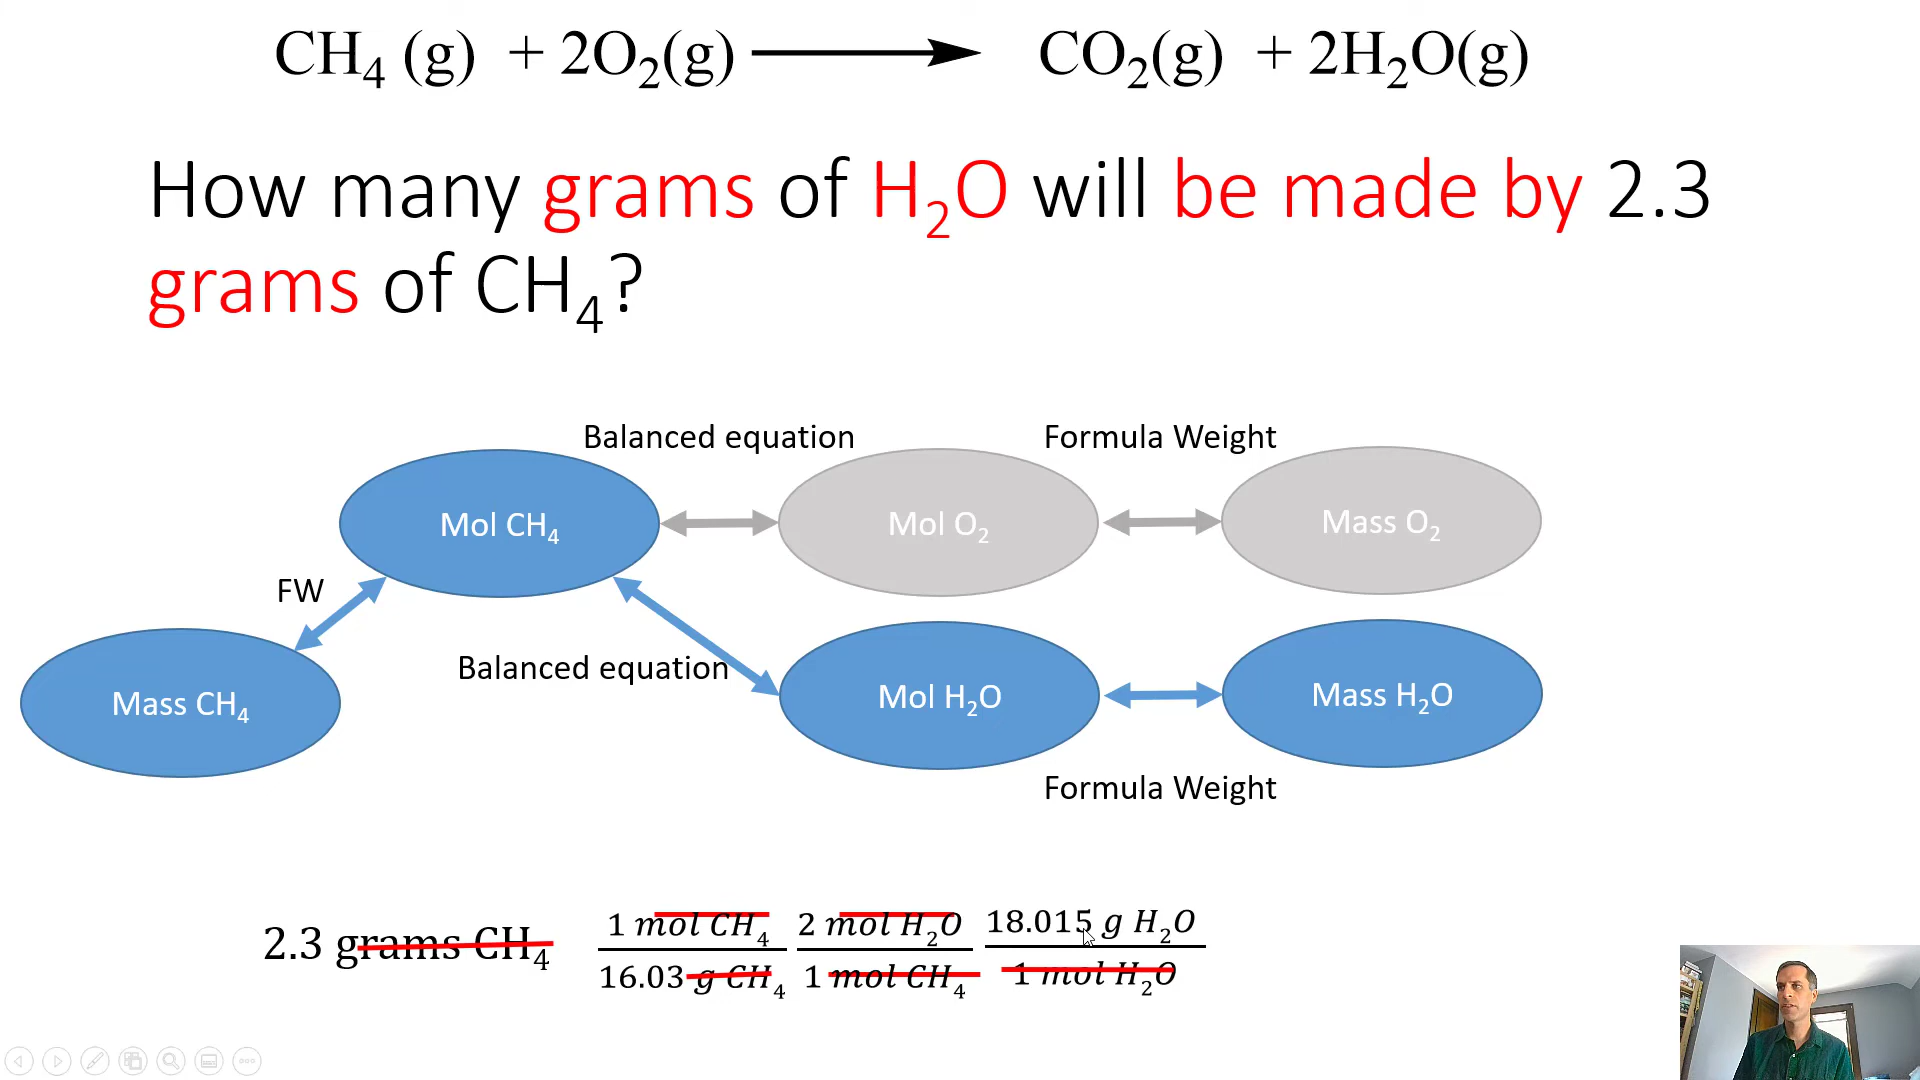 CH₄ (g) + 2O₂(g) ⟶ CO₂(g) + 2H₂O(g)
How many grams of H₂O will be made by 2.3
grams of CH₄?
Balanced equation
Formula Weight
Mol CH₄
Mol O₂
Mass O₂
FW
Balanced equation
Mass CH₄
Mol H₂O
Mass H₂O
Formula Weight
2.3 grams CH₄
1 mol CH₄
16.03 g CH₄
2 mol H₂O
1 mol CH₄
18.015 g H₂O
1 mol H₂O